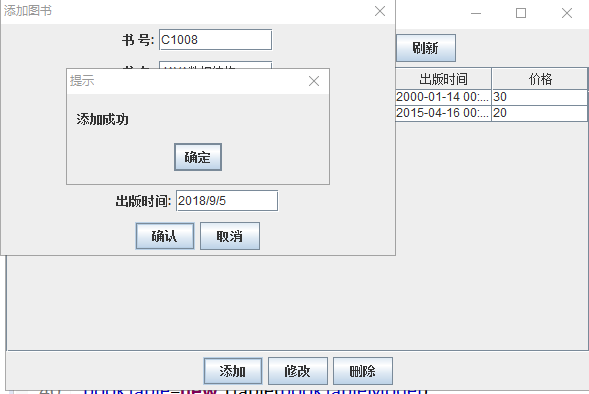 添加图书
书 号: C1008
刷新
提示
出版时间 价格
2000-01-14 00:... 30
添加成功
2015-04-16 00:... 20
确定
出版时间: 2018/9/5
确认 取消
添加 修改 删除